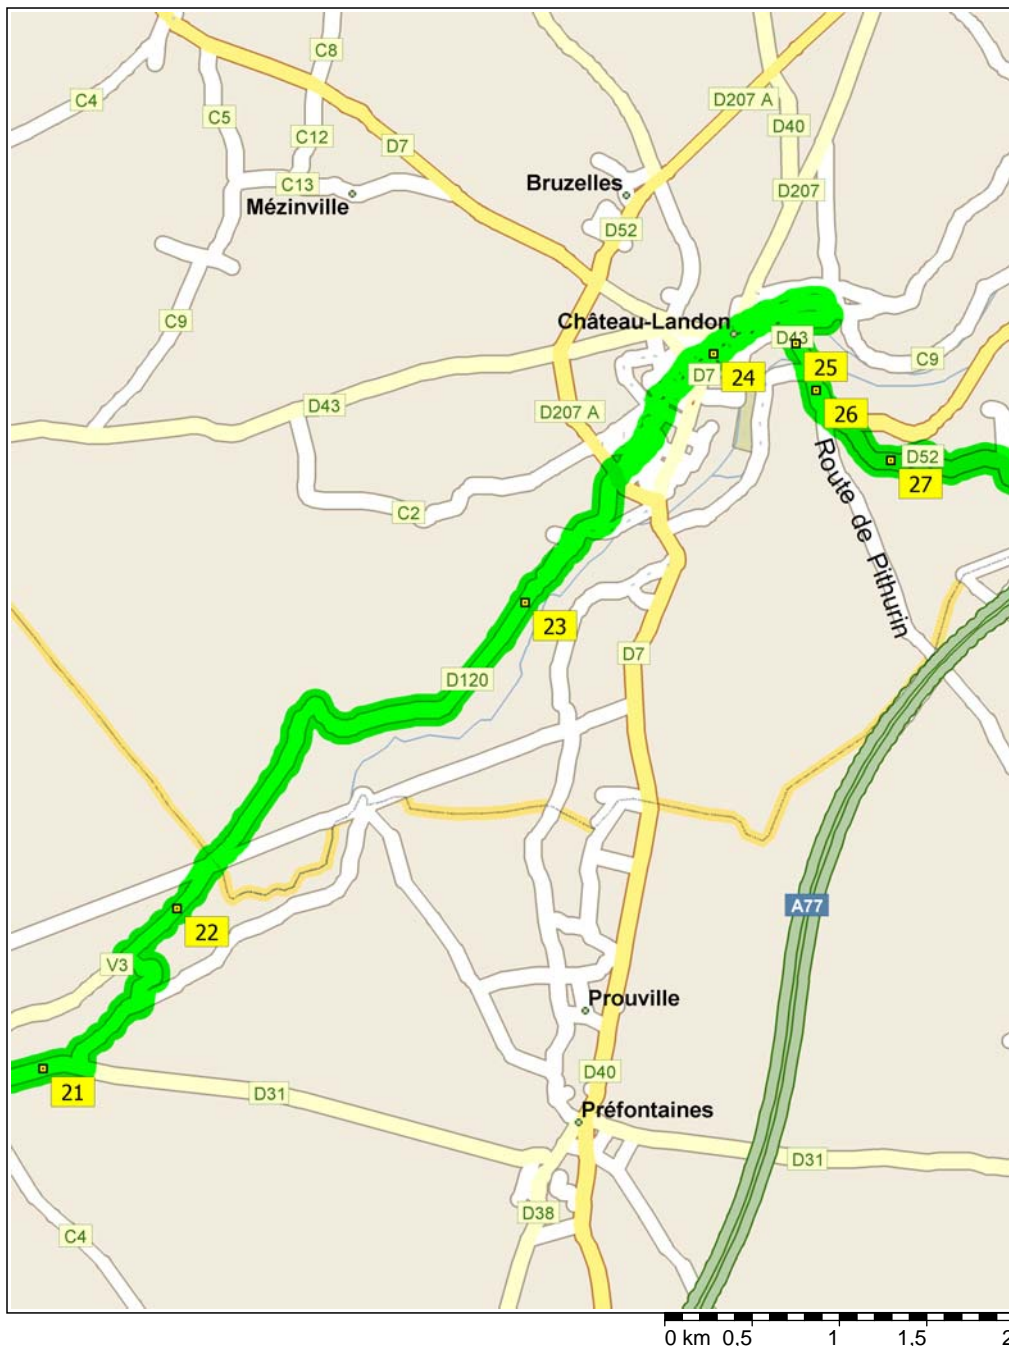 C8
C4
D207 A
C5
D40
C12
D7
C13
Bruzelles
D207
Mézinville
D52
C9
Château-Landon
D43
C9
D7
24
25
D43
D207 A
26
D52
27
C2
Route de Pithurin
23
D7
D120
A77
22
V3
Prouville
21
D31
D40
Préfontaines
D31
D38
C4
0 km 0,5 1 1,5 2